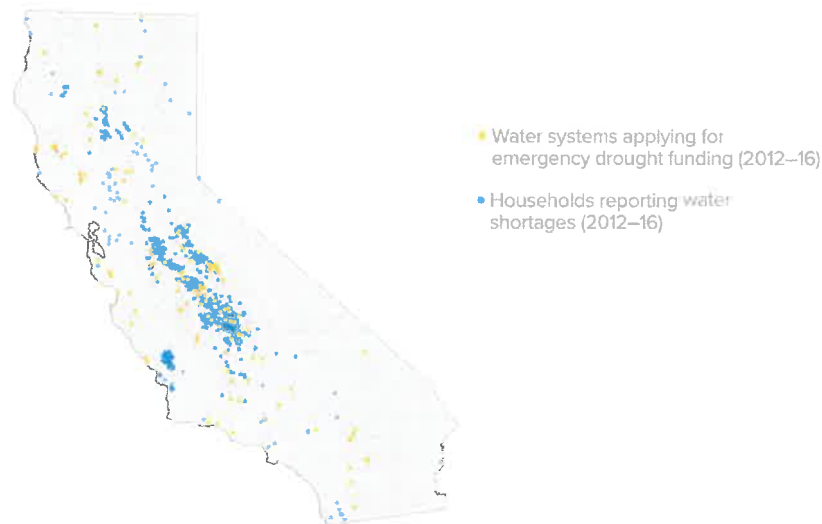 Water systems applying for
emergency drought funding (2012–16)
Households reporting water
shortages (2012–16)